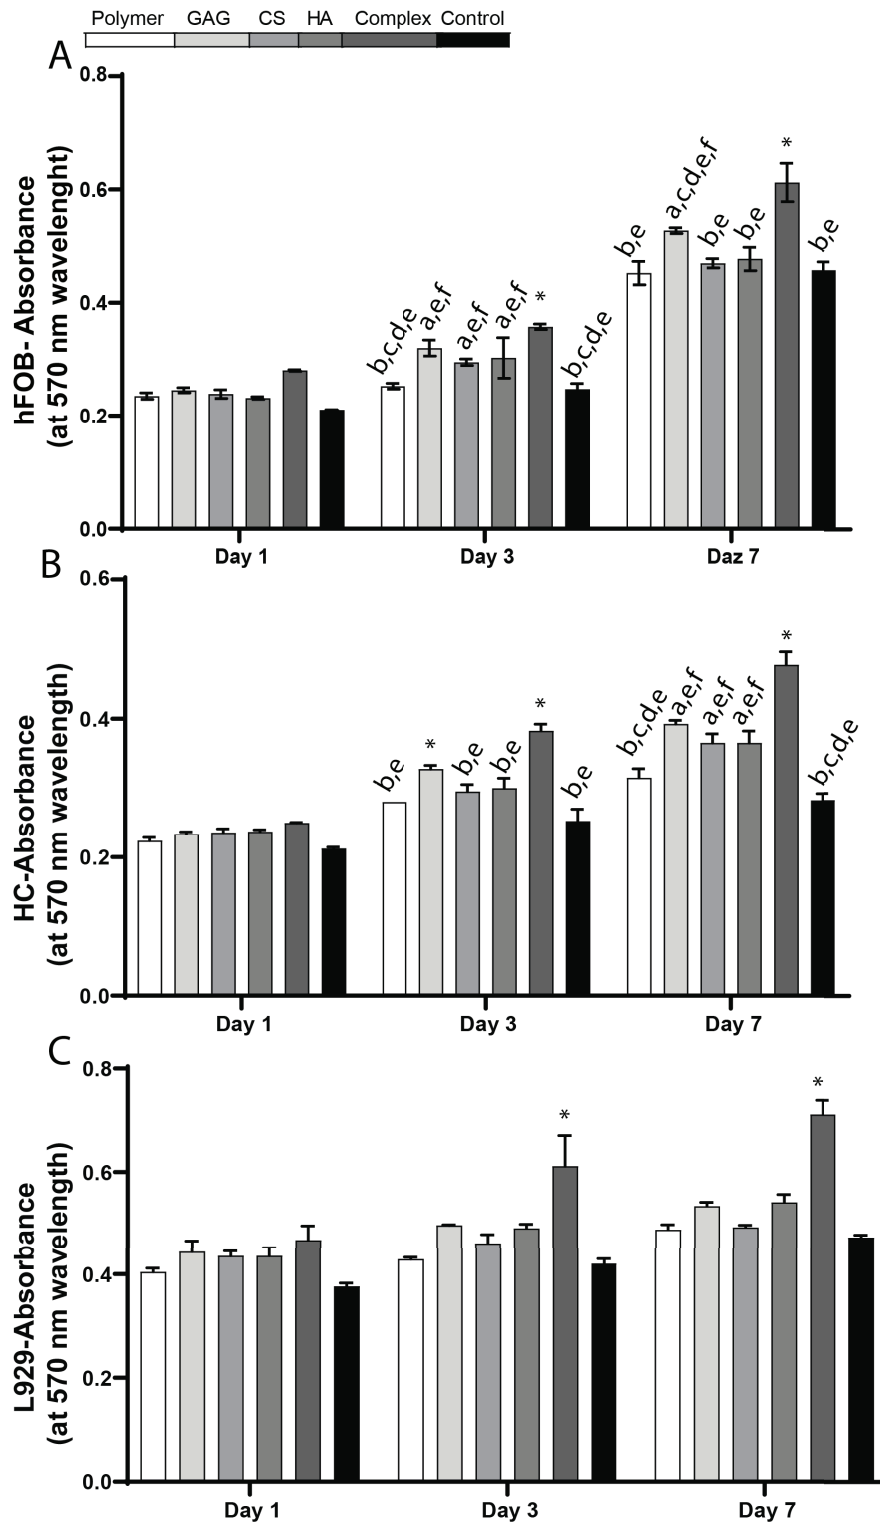 Polymer GAG CS HA Complex Control
A
hFOB- Absorbance
(at 570 nm wavelenght)
0.8
0.6
0.4
0.2
0.0
b,c,d,e a,e,f a,e,f a,e,f * b,c,d,e
b,e a,c,d,e,f b,e b,e * b,e
Day 1 Day 3 Daz 7
B
HC-Absorbance
(at 570 nm wavelength)
0.6
0.4
0.2
0.0
b,e * b,e b,e * b,e
b,c,d,e a,e,f a,e,f a,e,f * b,c,d,e
Day 1 Day 3 Day 7
C
L929-Absorbance
(at 570 nm wavelength)
0.8
0.6
0.4
0.2
0.0
* *
Day 1 Day 3 Day 7